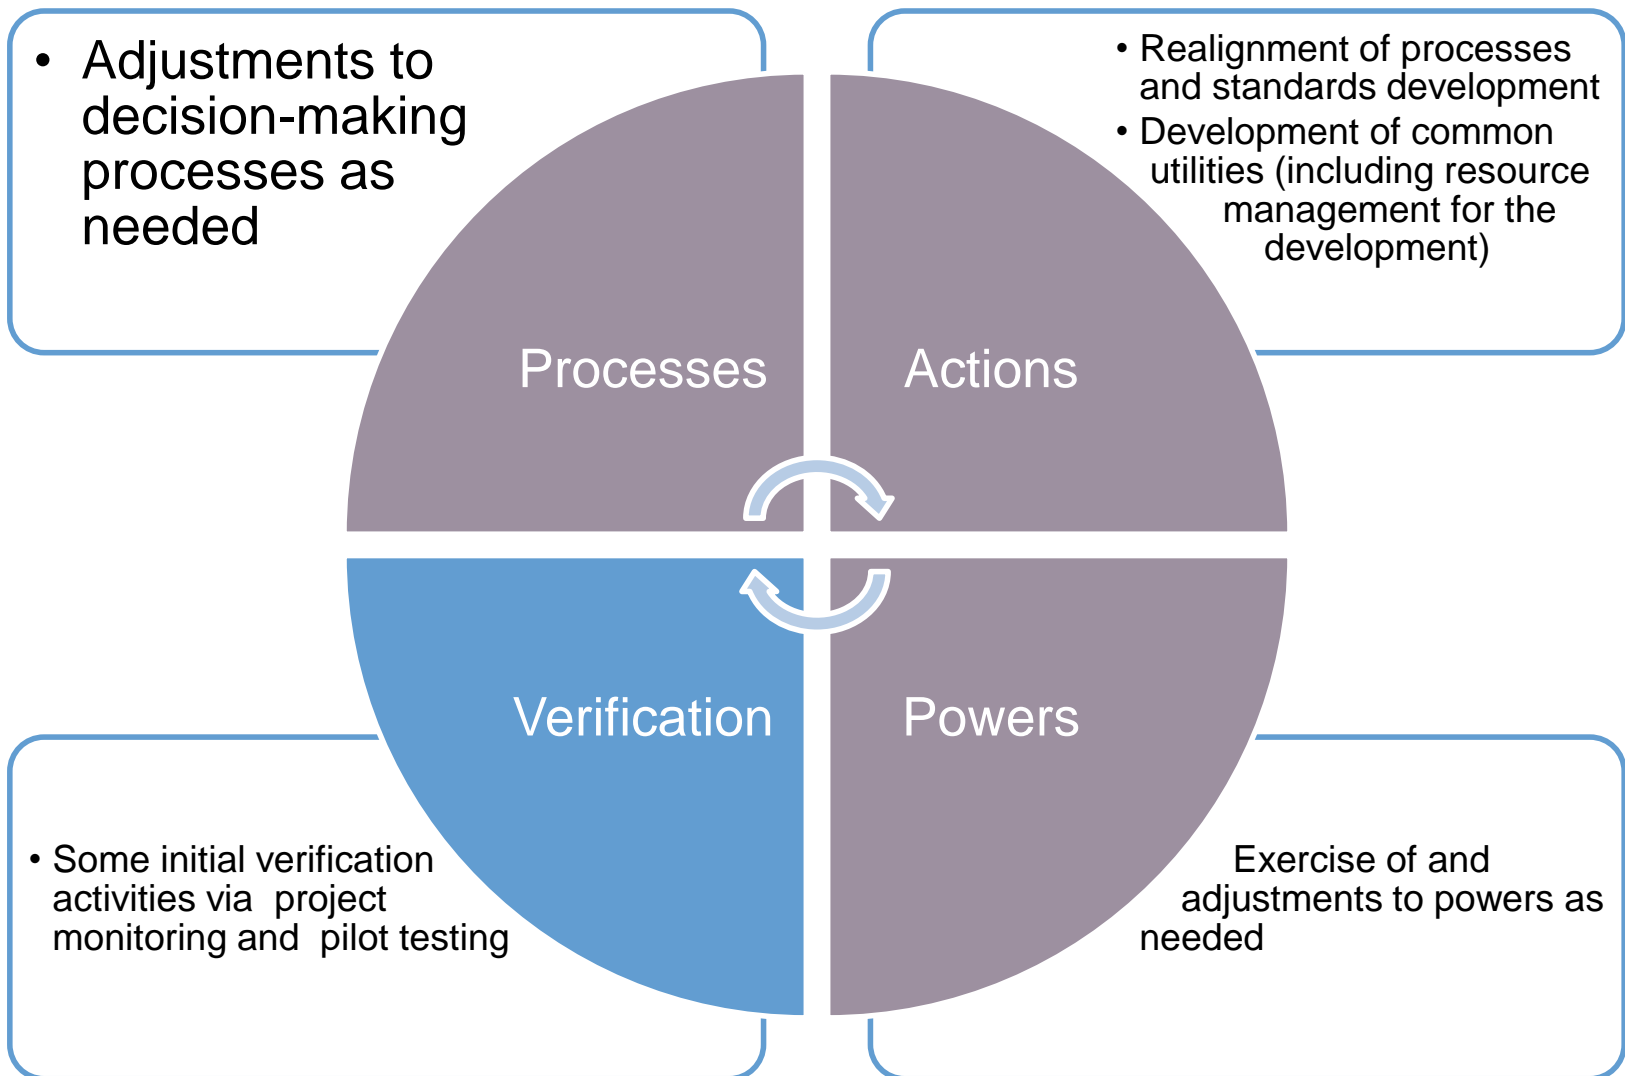 • Adjustments to
decision-making
processes as
needed
• Realignment of processes
and standards development
• Development of common
utilities (including resource
management for the
development)
Processes
Actions
Verification
Powers
• Some initial verification
activities via  project
monitoring and  pilot testing
Exercise of and
adjustments to powers as
needed